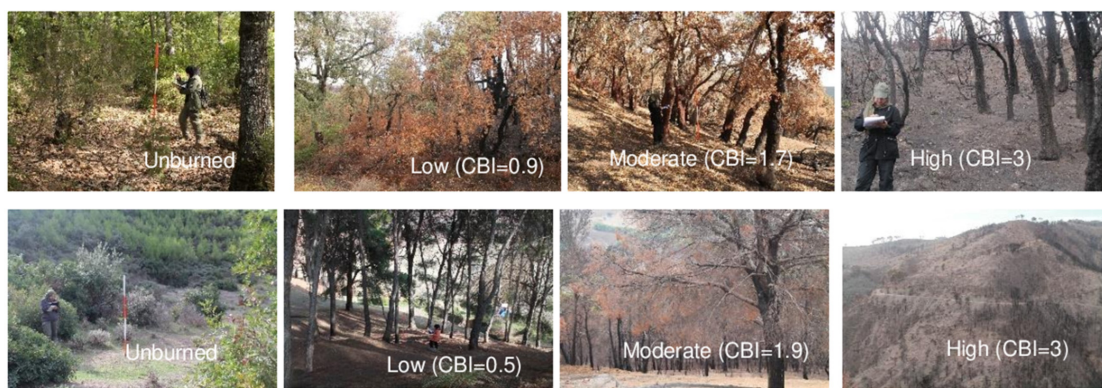 Unburned
Low (CBI=0.9)
Moderate (CBI=1.7)
High (CBI=3)
Unburned
Low (CBI=0.5)
Moderate (CBI=1.9)
High (CBI=3)